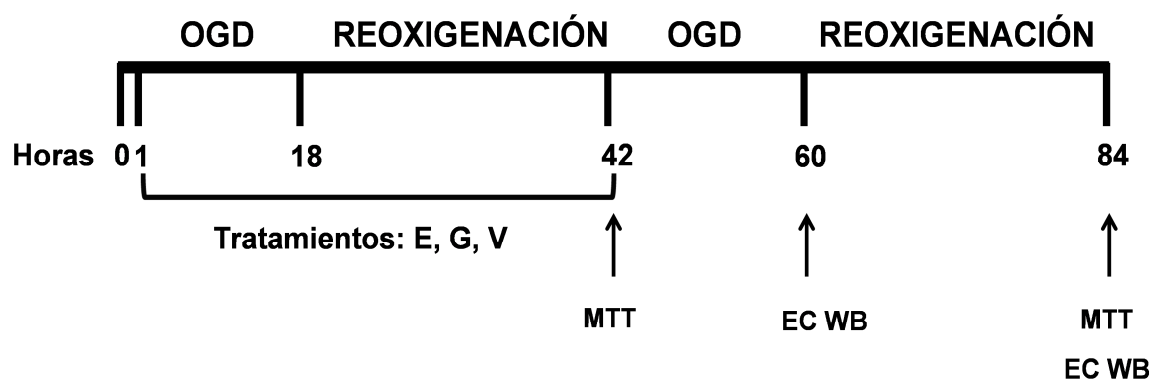 OGD REOXIGENACIÓN OGD REOXIGENACIÓN
Horas 0 1 18 42 60 84
Tratamientos: E, G, V
MTT EC WB MTT
EC WB